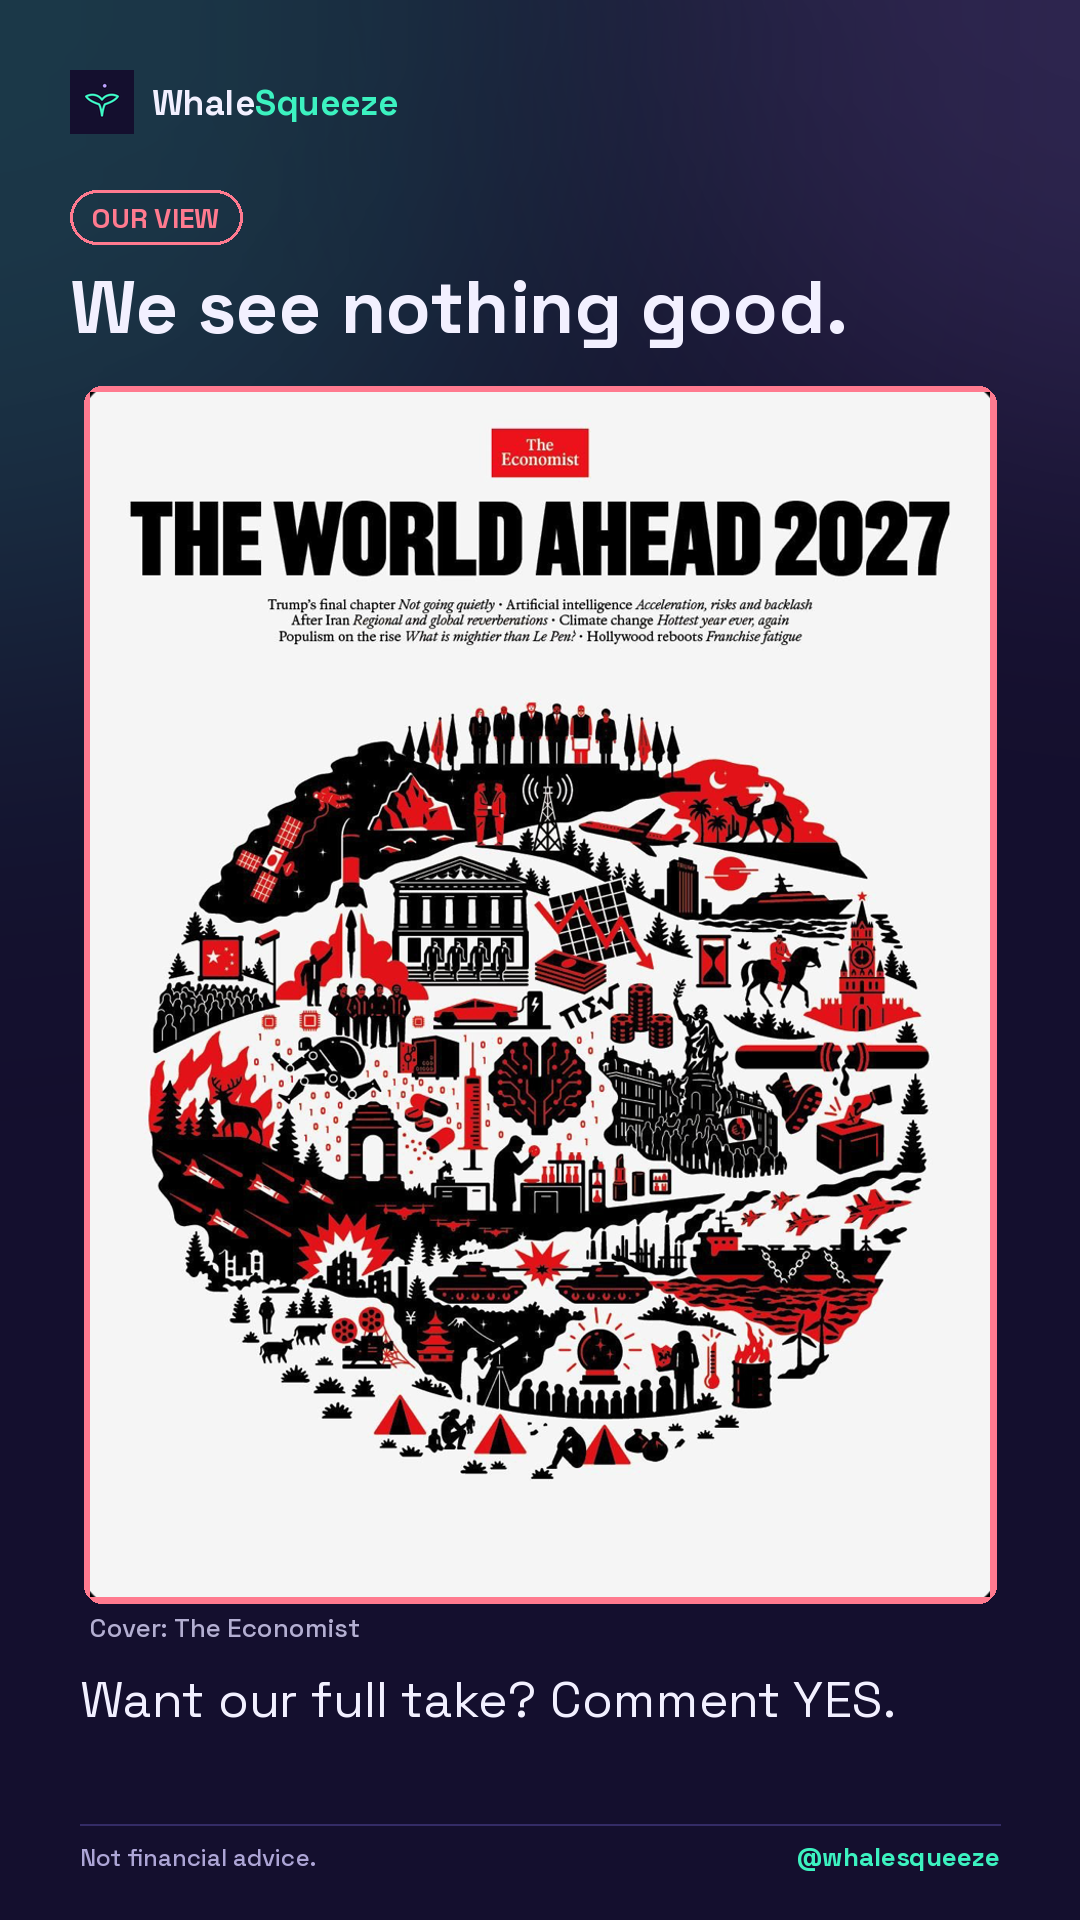 WhaleSqueeze
OUR VIEW
We see nothing good.
The
Economist
THE WORLD AHEAD 2027
Trump's final chapter Not going quietly · Artificial intelligence Acceleration, risks and backlash
After Iran Regional and global reverberations · Climate change Hottest year ever, again
Populism on the rise What is mightier than Le Pen? · Hollywood reboots Franchise fatigue
¥
Cover: The Economist
Want our full take? Comment YES.
Not financial advice.
@whalesqueeze